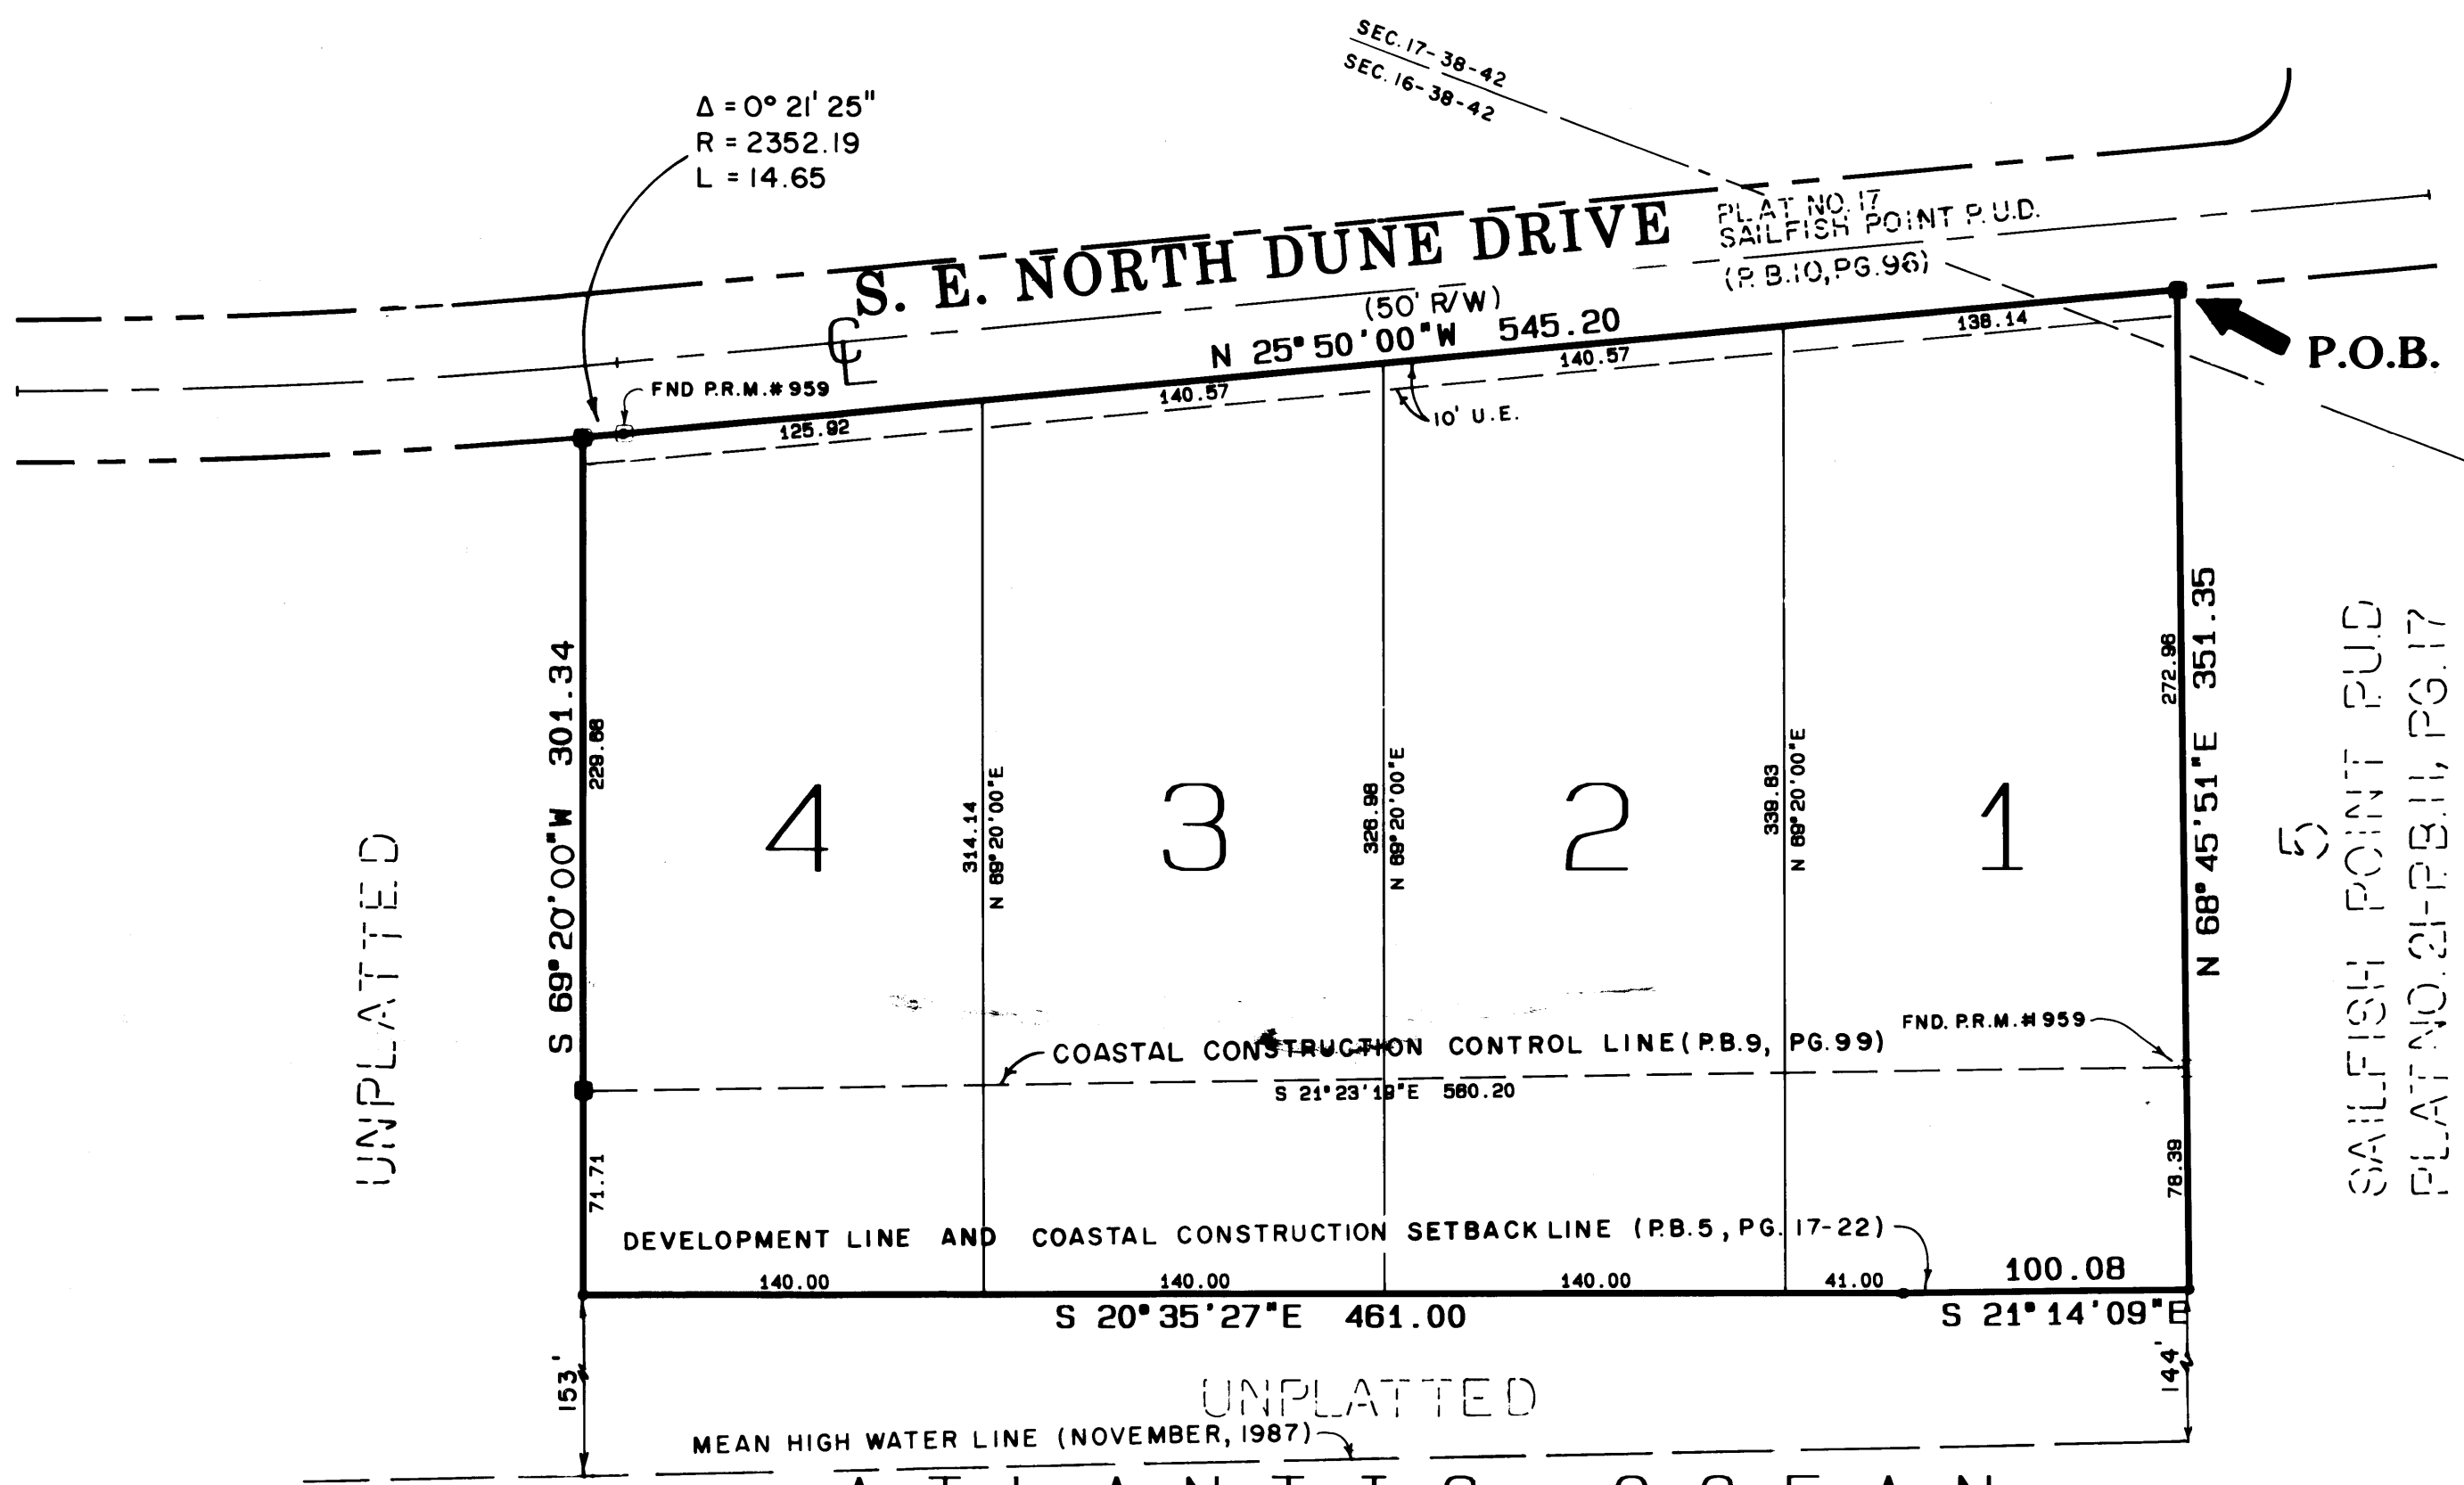 SEC. 17-38-42
SEC. 16-38-42
Δ = 0° 21' 25"
R = 2352.19
L = 14.65
S. E. NORTH DUNE DRIVE
PLAT NO. 17
SAILFISH POINT P.U.D.
(P.B.10, PG.96)
(50' R/W)
℄
N 25°50'00"W 545.20
138.14
140.57
140.57
125.92
P.O.B.
FND P.R.M.# 959
10' U.E.
UNPLATTED
S 69°20'00"W 301.34
229.66
71.71
4
314.14
N 69°20'00"E
3
326.98
N 69°20'00"E
2
339.83
N 69°20'00"E
1
272.96
78.39
N 68°45'51"E 351.35
5
SAILFISH POINT P.U.D
PLAT NO. 21-P.B.11, PG.17
FND. P.R.M.# 959
COASTAL CONSTRUCTION CONTROL LINE (P.B.9, PG.99)
S 21°23'19"E 560.20
DEVELOPMENT LINE AND COASTAL CONSTRUCTION SETBACK LINE (P.B.5, PG. 17-22)
140.00
140.00
140.00
41.00
100.08
S 20°35'27"E 461.00
S 21°14'09"E
153'
144'
UNPLATTED
MEAN HIGH WATER LINE (NOVEMBER, 1987)
ATLANTIC OCEAN